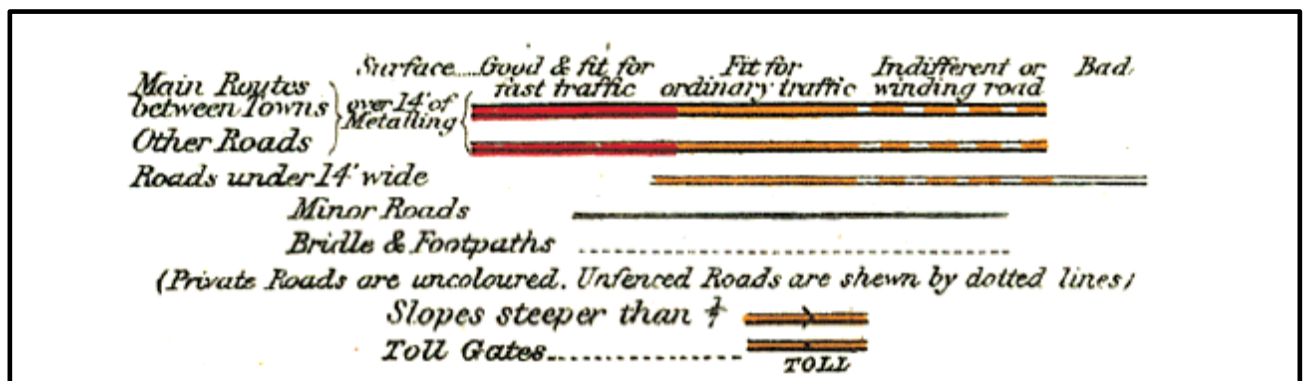 Surface....Good & fit for fast traffic Fit for ordinary traffic Indifferent or winding road Bad.
Main Routes between Towns
over 14' of Metalling
Other Roads
Roads under 14' wide
Minor Roads
Bridle & Footpaths
(Private Roads are uncoloured. Unfenced Roads are shewn by dotted lines)
Slopes steeper than
Toll Gates
TOLL